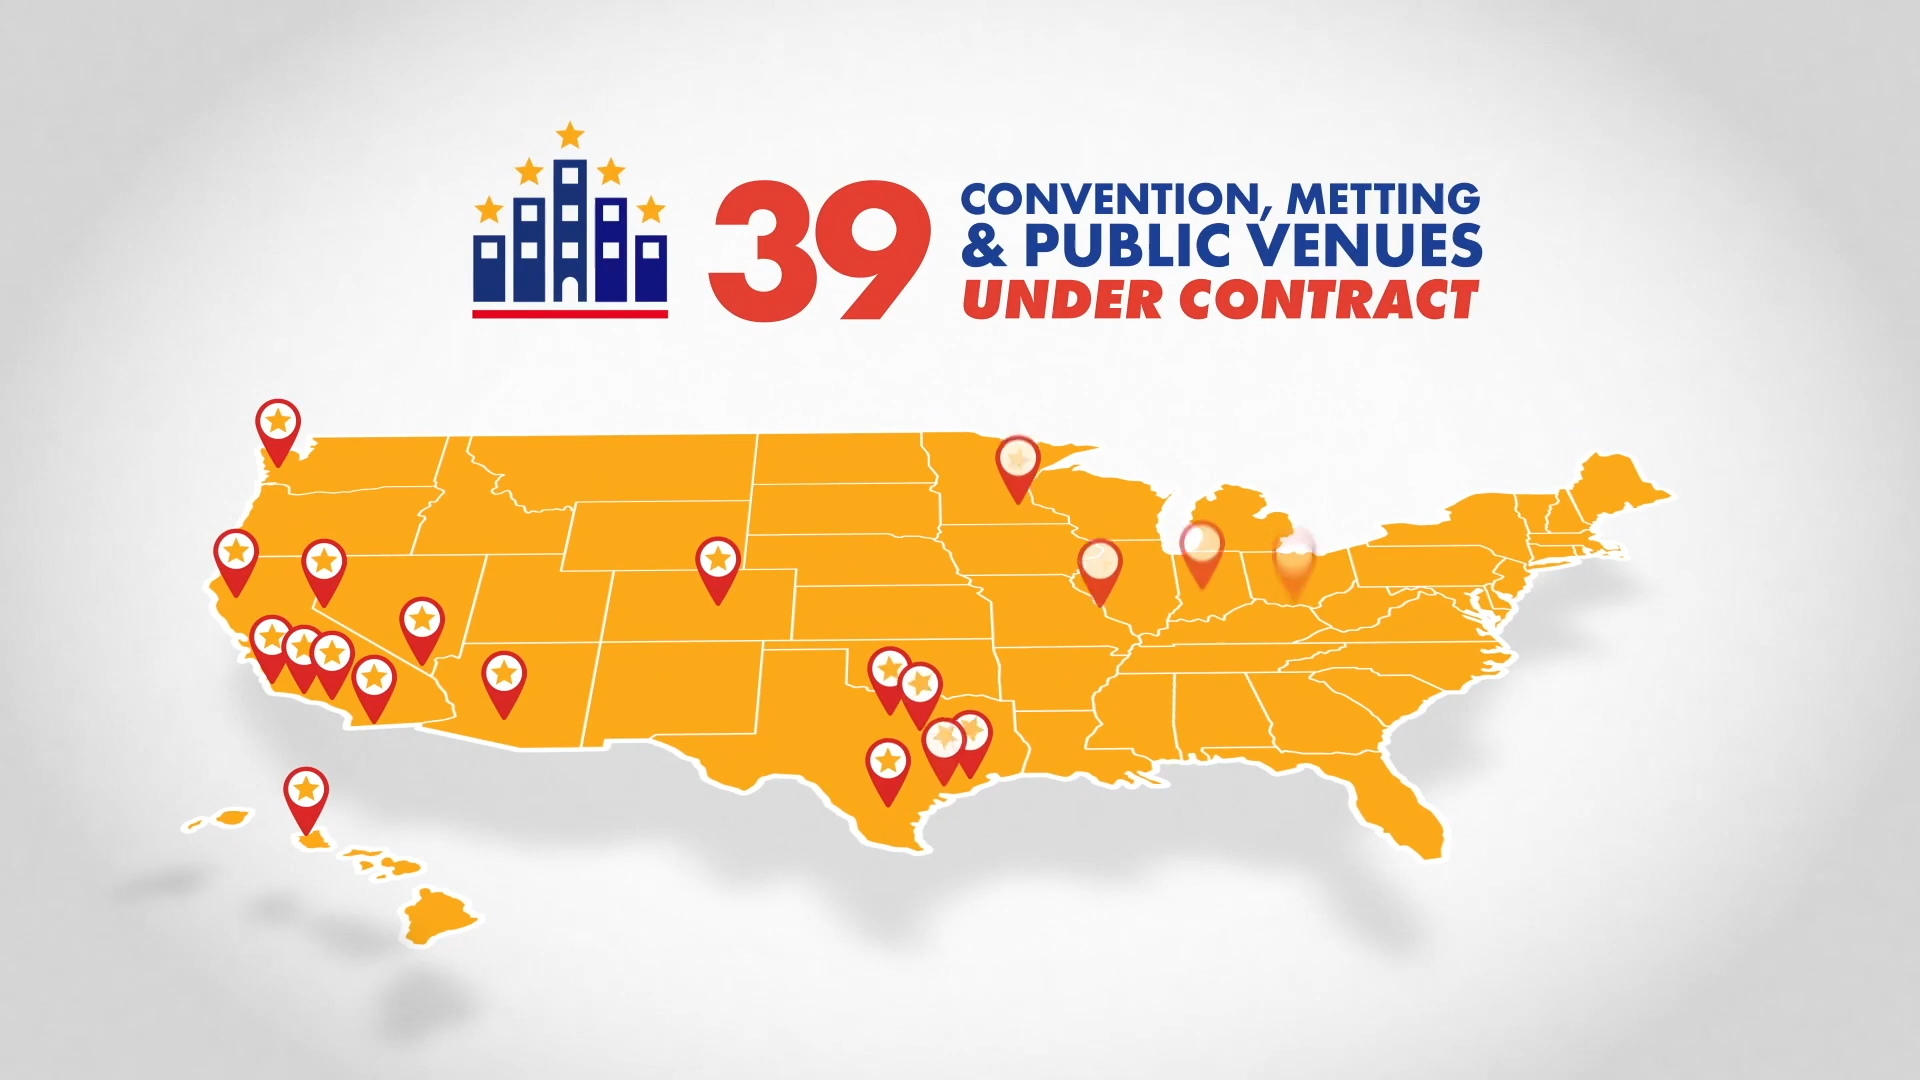 39
CONVENTION, METTING
& PUBLIC VENUES
UNDER CONTRACT